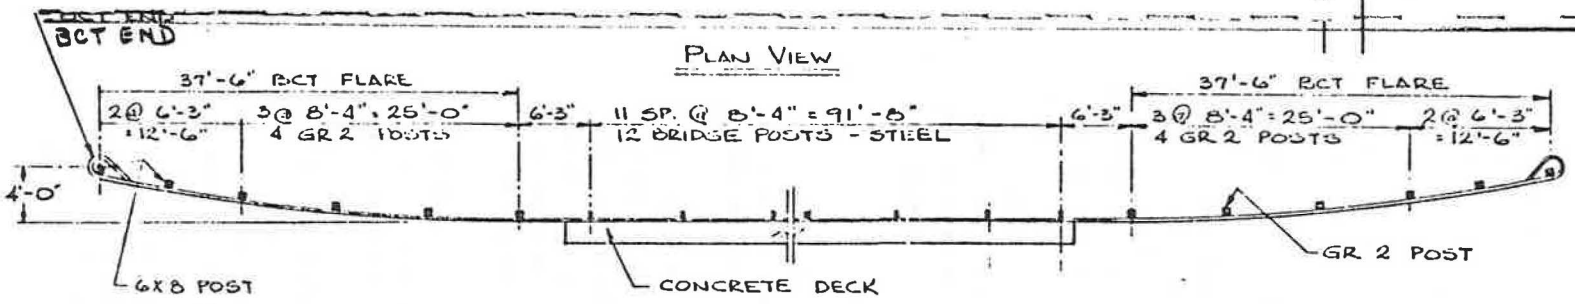 BCT END
BCT END
PLAN VIEW
37'-6" BCT FLARE
2 @ 6'-3"
= 12'-6"
3 @ 8'-4" = 25'-0"
4 GR 2 POSTS
6'-3"
11 SP. @ 8'-4" = 91'-8"
12 BRIDGE POSTS - STEEL
6'-3"
37'-6" BCT FLARE
3 @ 8'-4" = 25'-0"
4 GR 2 POSTS
2 @ 6'-3"
= 12'-6"
4'-0"
6X8 POST
CONCRETE DECK
GR 2 POST